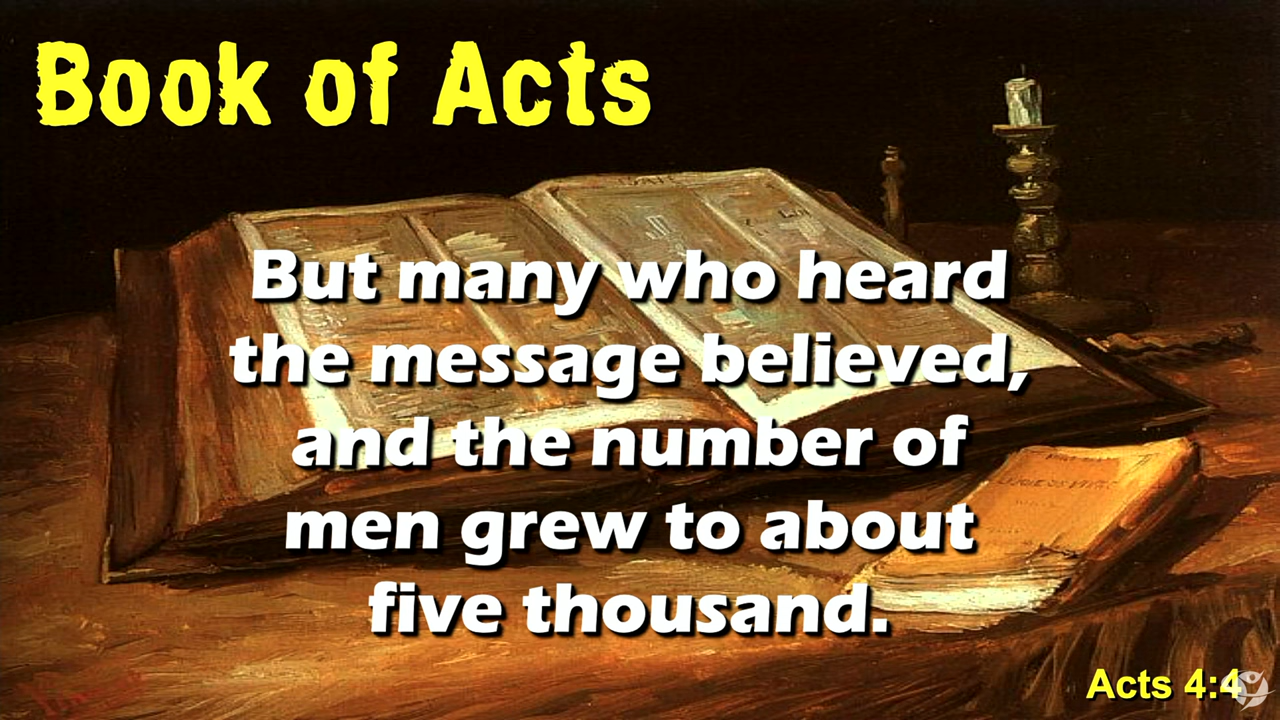 Book of Acts
But many who heard
the message believed,
and the number of
men grew to about
five thousand.
Acts 4:4